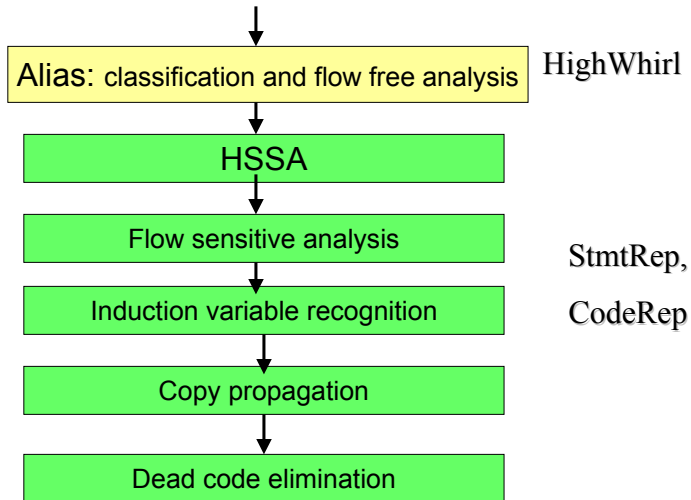 Alias: classification and flow free analysis
HighWhirl
HSSA
Flow sensitive analysis
StmtRep,
Induction variable recognition
CodeRep
Copy propagation
Dead code elimination